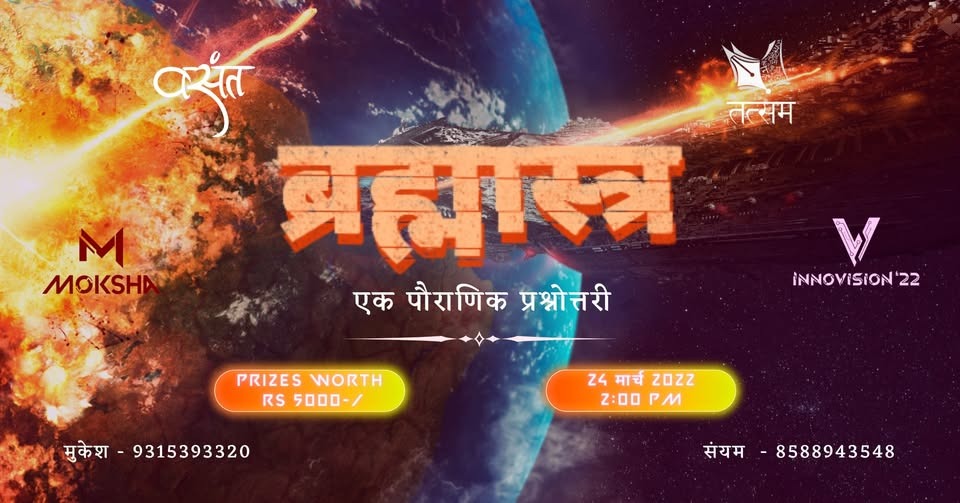 वसंत
तत्सम
ब्रह्मास्त्र
MOKSHA
INNOVISION'22
एक पौराणिक प्रश्नोत्तरी
PRIZES WORTH
RS 5000-/
24 मार्च 2022
2:00 PM
मुकेश - 9315393320
संयम - 8588943548